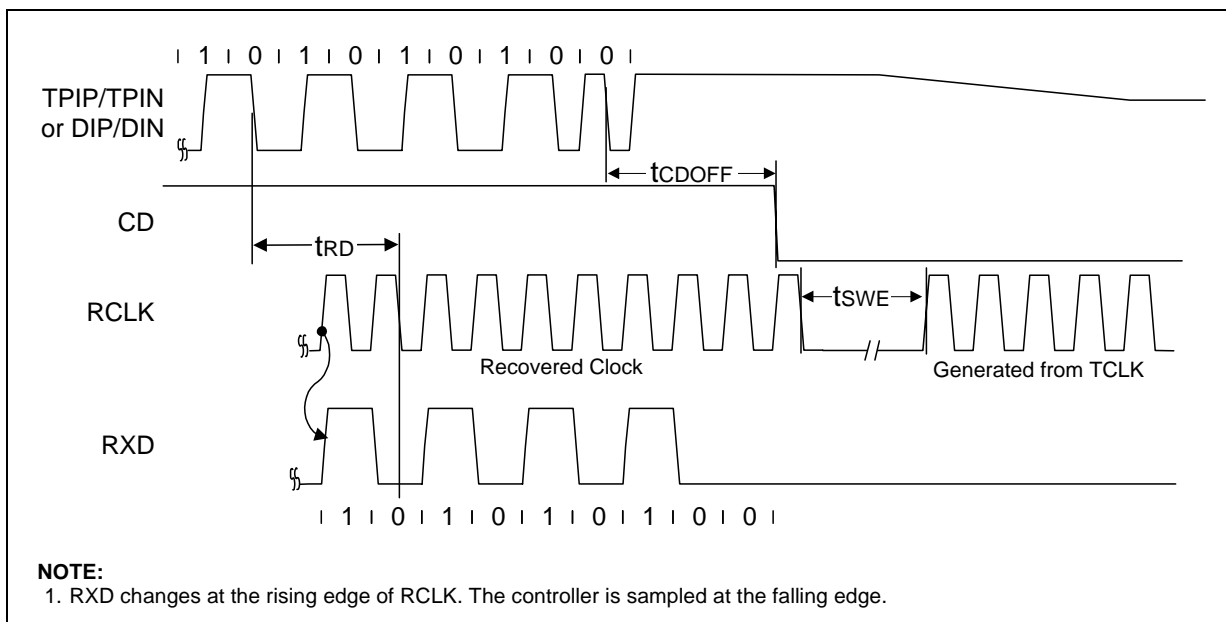 1 0 1 0 1 0 1 0 0
TPIP/TPIN
or DIP/DIN
tCDOFF
CD
tRD
RCLK
tSWE
Recovered Clock
Generated from TCLK
RXD
1 0 1 0 1 0 1 0 0
NOTE:
1. RXD changes at the rising edge of RCLK. The controller is sampled at the falling edge.